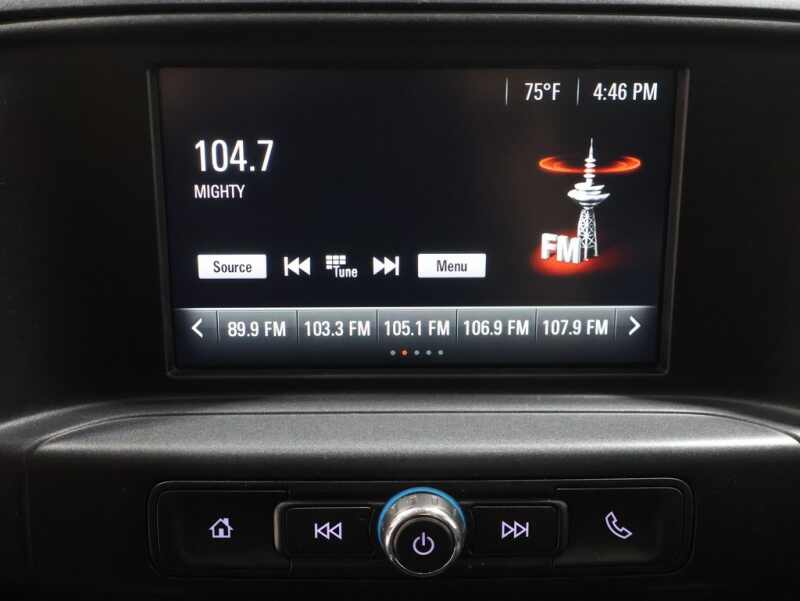 75°F 4:46 PM
104.7
MIGHTY
FM
Source Tune Menu
89.9 FM 103.3 FM 105.1 FM 106.9 FM 107.9 FM